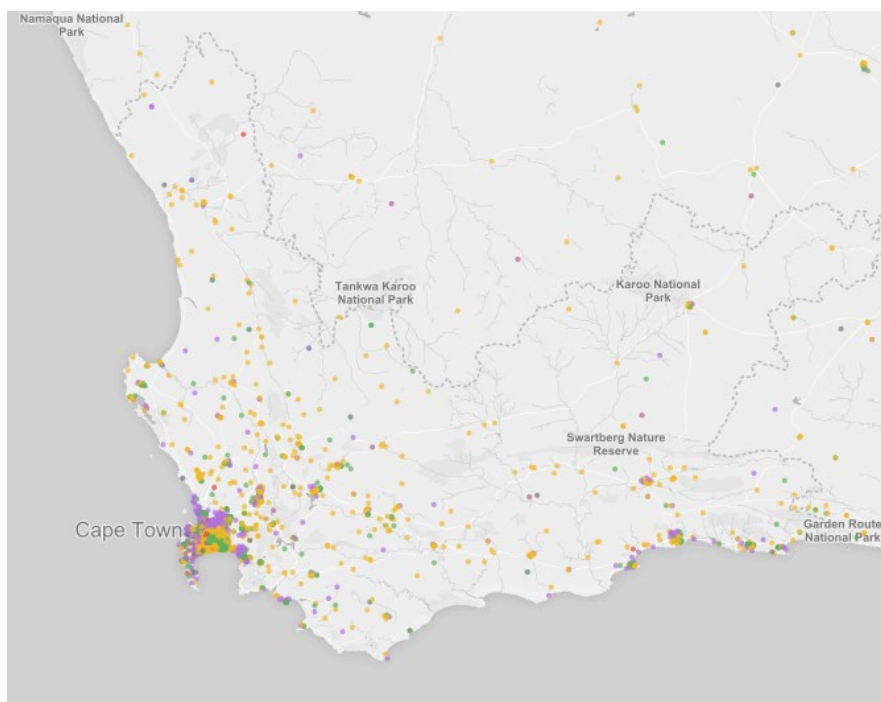 Namaqua National
Park
Tankwa Karoo
National Park
Karoo National
Park
Swartberg Nature
Reserve
Cape Town
Garden Route
National Park